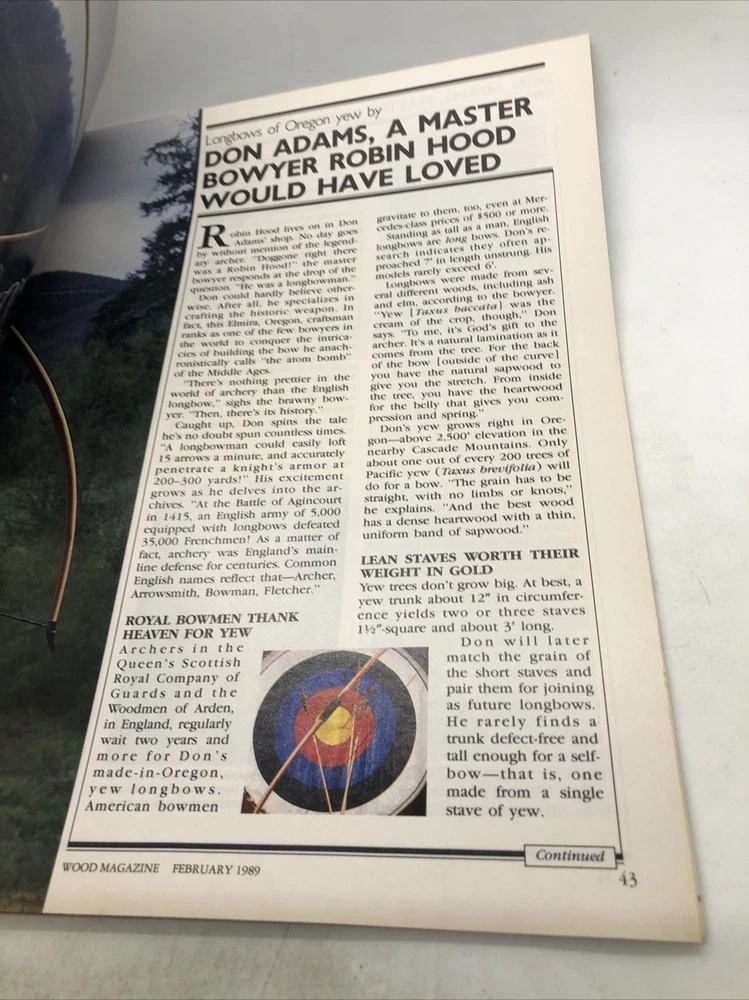 Longbows of Oregon yew by
DON ADAMS, A MASTER
BOWYER ROBIN HOOD
WOULD HAVE LOVED
Robin Hood lives on in Don
Adams' shop. No day goes
by without mention of the legend-
ary archer. "Doggone right there
was a Robin Hood!" the master
bowyer responds at the drop of the
question. "He was a longbowman."
Don could hardly believe other-
wise. After all, he specializes in
crafting the historic weapon. In
fact, this Elmira, Oregon, craftsman
ranks as one of the few bowyers in
the world to conquer the intrica-
cies of building the bow he anach-
ronistically calls "the atom bomb"
of the Middle Ages.
"There's nothing prettier in the
world of archery than the English
longbow," sighs the brawny bow-
yer. "Then, there's its history."
Caught up, Don spins the tale
he's no doubt spun countless times.
"A longbowman could easily loft
15 arrows a minute, and accurately
penetrate a knight's armor at
200–300 yards!" His excitement
grows as he delves into the ar-
chives. "At the Battle of Agincourt
in 1415, an English army of 5,000
equipped with longbows defeated
35,000 Frenchmen! As a matter of
fact, archery was England's main-
line defense for centuries. Common
English names reflect that—Archer,
Arrowsmith, Bowman, Fletcher."
ROYAL BOWMEN THANK
HEAVEN FOR YEW
Archers in the
Queen's Scottish
Royal Company of
Guards and the
Woodmen of Arden,
in England, regularly
wait two years and
more for Don's
made-in-Oregon,
yew longbows.
American bowmen
gravitate to them, too, even at Mer-
cedes-class prices of $500 or more.
Standing as tall as a man, English
longbows are long bows. Don's re-
search indicates they often ap-
proached 7' in length unstrung. His
models rarely exceed 6'.
Longbows were made from sev-
eral different woods, including ash
and elm, according to the bowyer.
"Yew [Taxus baccata] was the
cream of the crop, though," Don
says. "To me, it's God's gift to the
archer. It's a natural lamination as it
comes from the tree. For the back
of the bow [outside of the curve]
you have the natural sapwood to
give you the stretch. From inside
the tree, you have the heartwood
for the belly that gives you com-
pression and spring."
Don's yew grows right in Ore-
gon—above 2,500' elevation in the
nearby Cascade Mountains. Only
about one out of every 200 trees of
Pacific yew (Taxus brevifolia) will
do for a bow. "The grain has to be
straight, with no limbs or knots,"
he explains. "And the best wood
has a dense heartwood with a thin,
uniform band of sapwood."
LEAN STAVES WORTH THEIR
WEIGHT IN GOLD
Yew trees don't grow big. At best, a
yew trunk about 12" in circumfer-
ence yields two or three staves
1½"-square and about 3' long.
Don will later
match the grain of
the short staves and
pair them for joining
as future longbows.
He rarely finds a
trunk defect-free and
tall enough for a self-
bow—that is, one
made from a single
stave of yew.
Continued
WOOD MAGAZINE FEBRUARY 1989
43